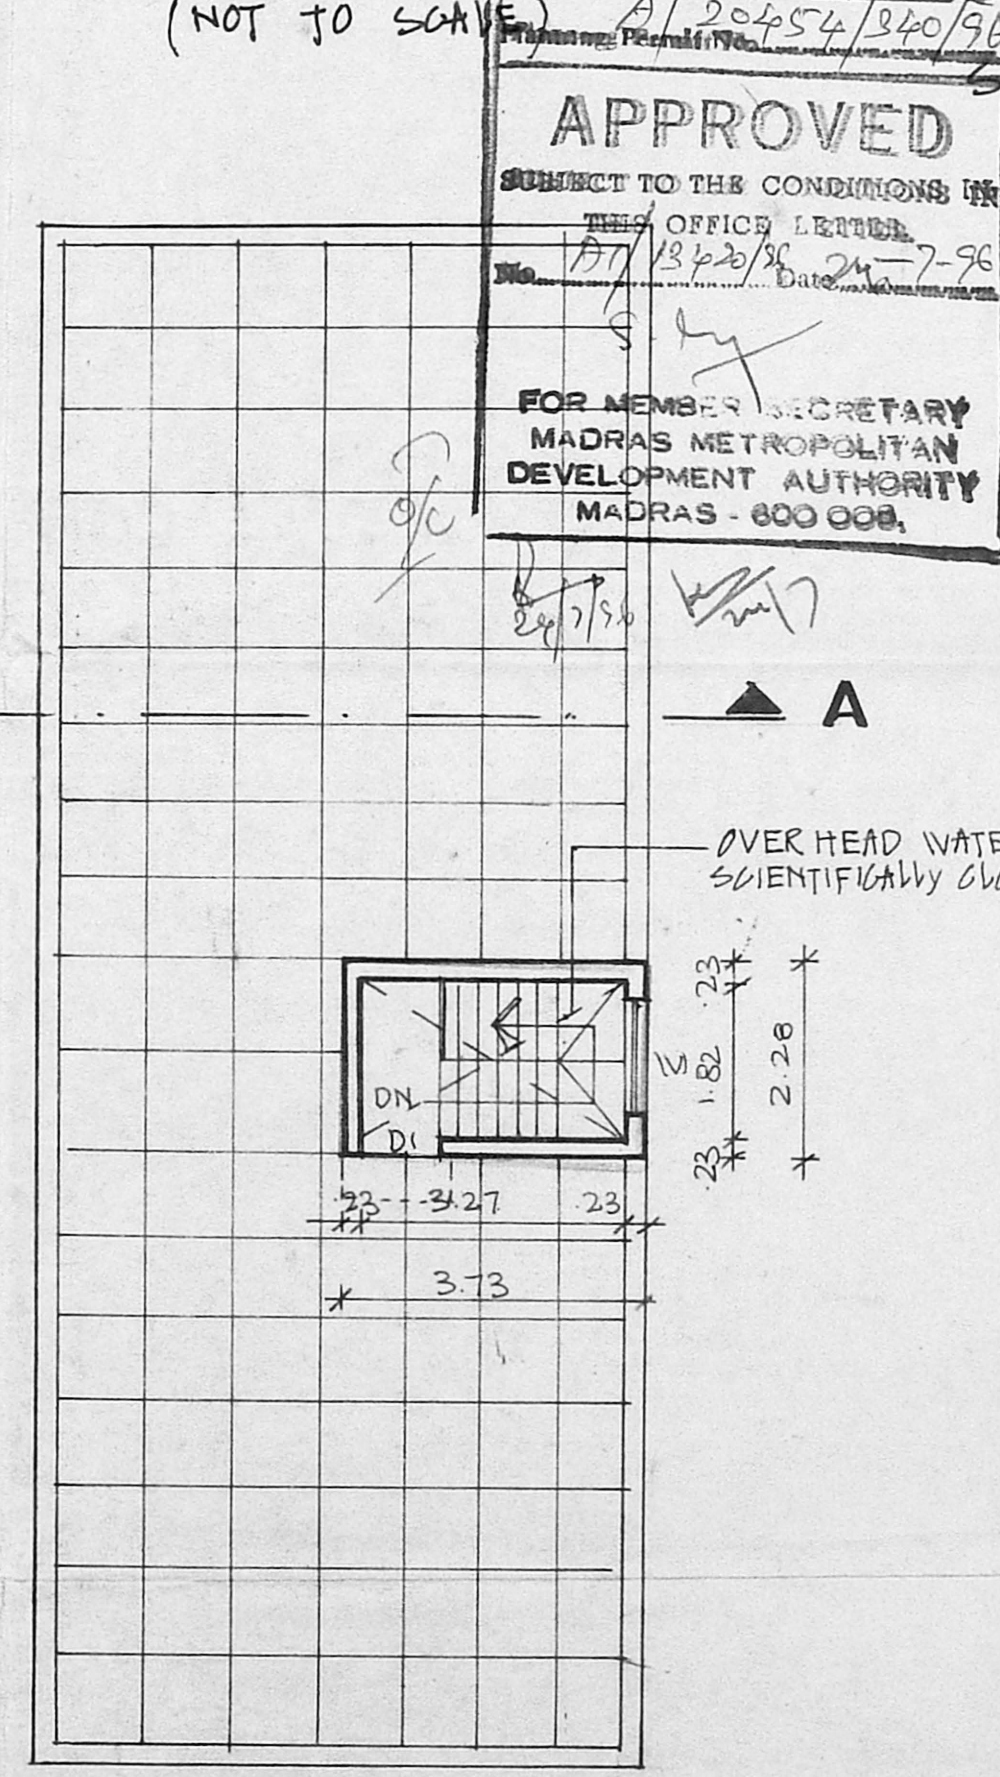 (NOT TO SCALE)
A/20454/340/96
Planning Permit No.
APPROVED
SUBJECT TO THE CONDITIONS IN
THIS OFFICE LETTER
No. A1/13420/96 Date 24-7-96
FOR MEMBER SECRETARY
MADRAS METROPOLITAN
DEVELOPMENT AUTHORITY
MADRAS - 600 008.
O/C
24/7/96
A
OVER HEAD WATE
SCIENTIFICALLY CLO
.23
1.82
2.28
.23
W
DN
D1
.23 3.27 .23
3.73